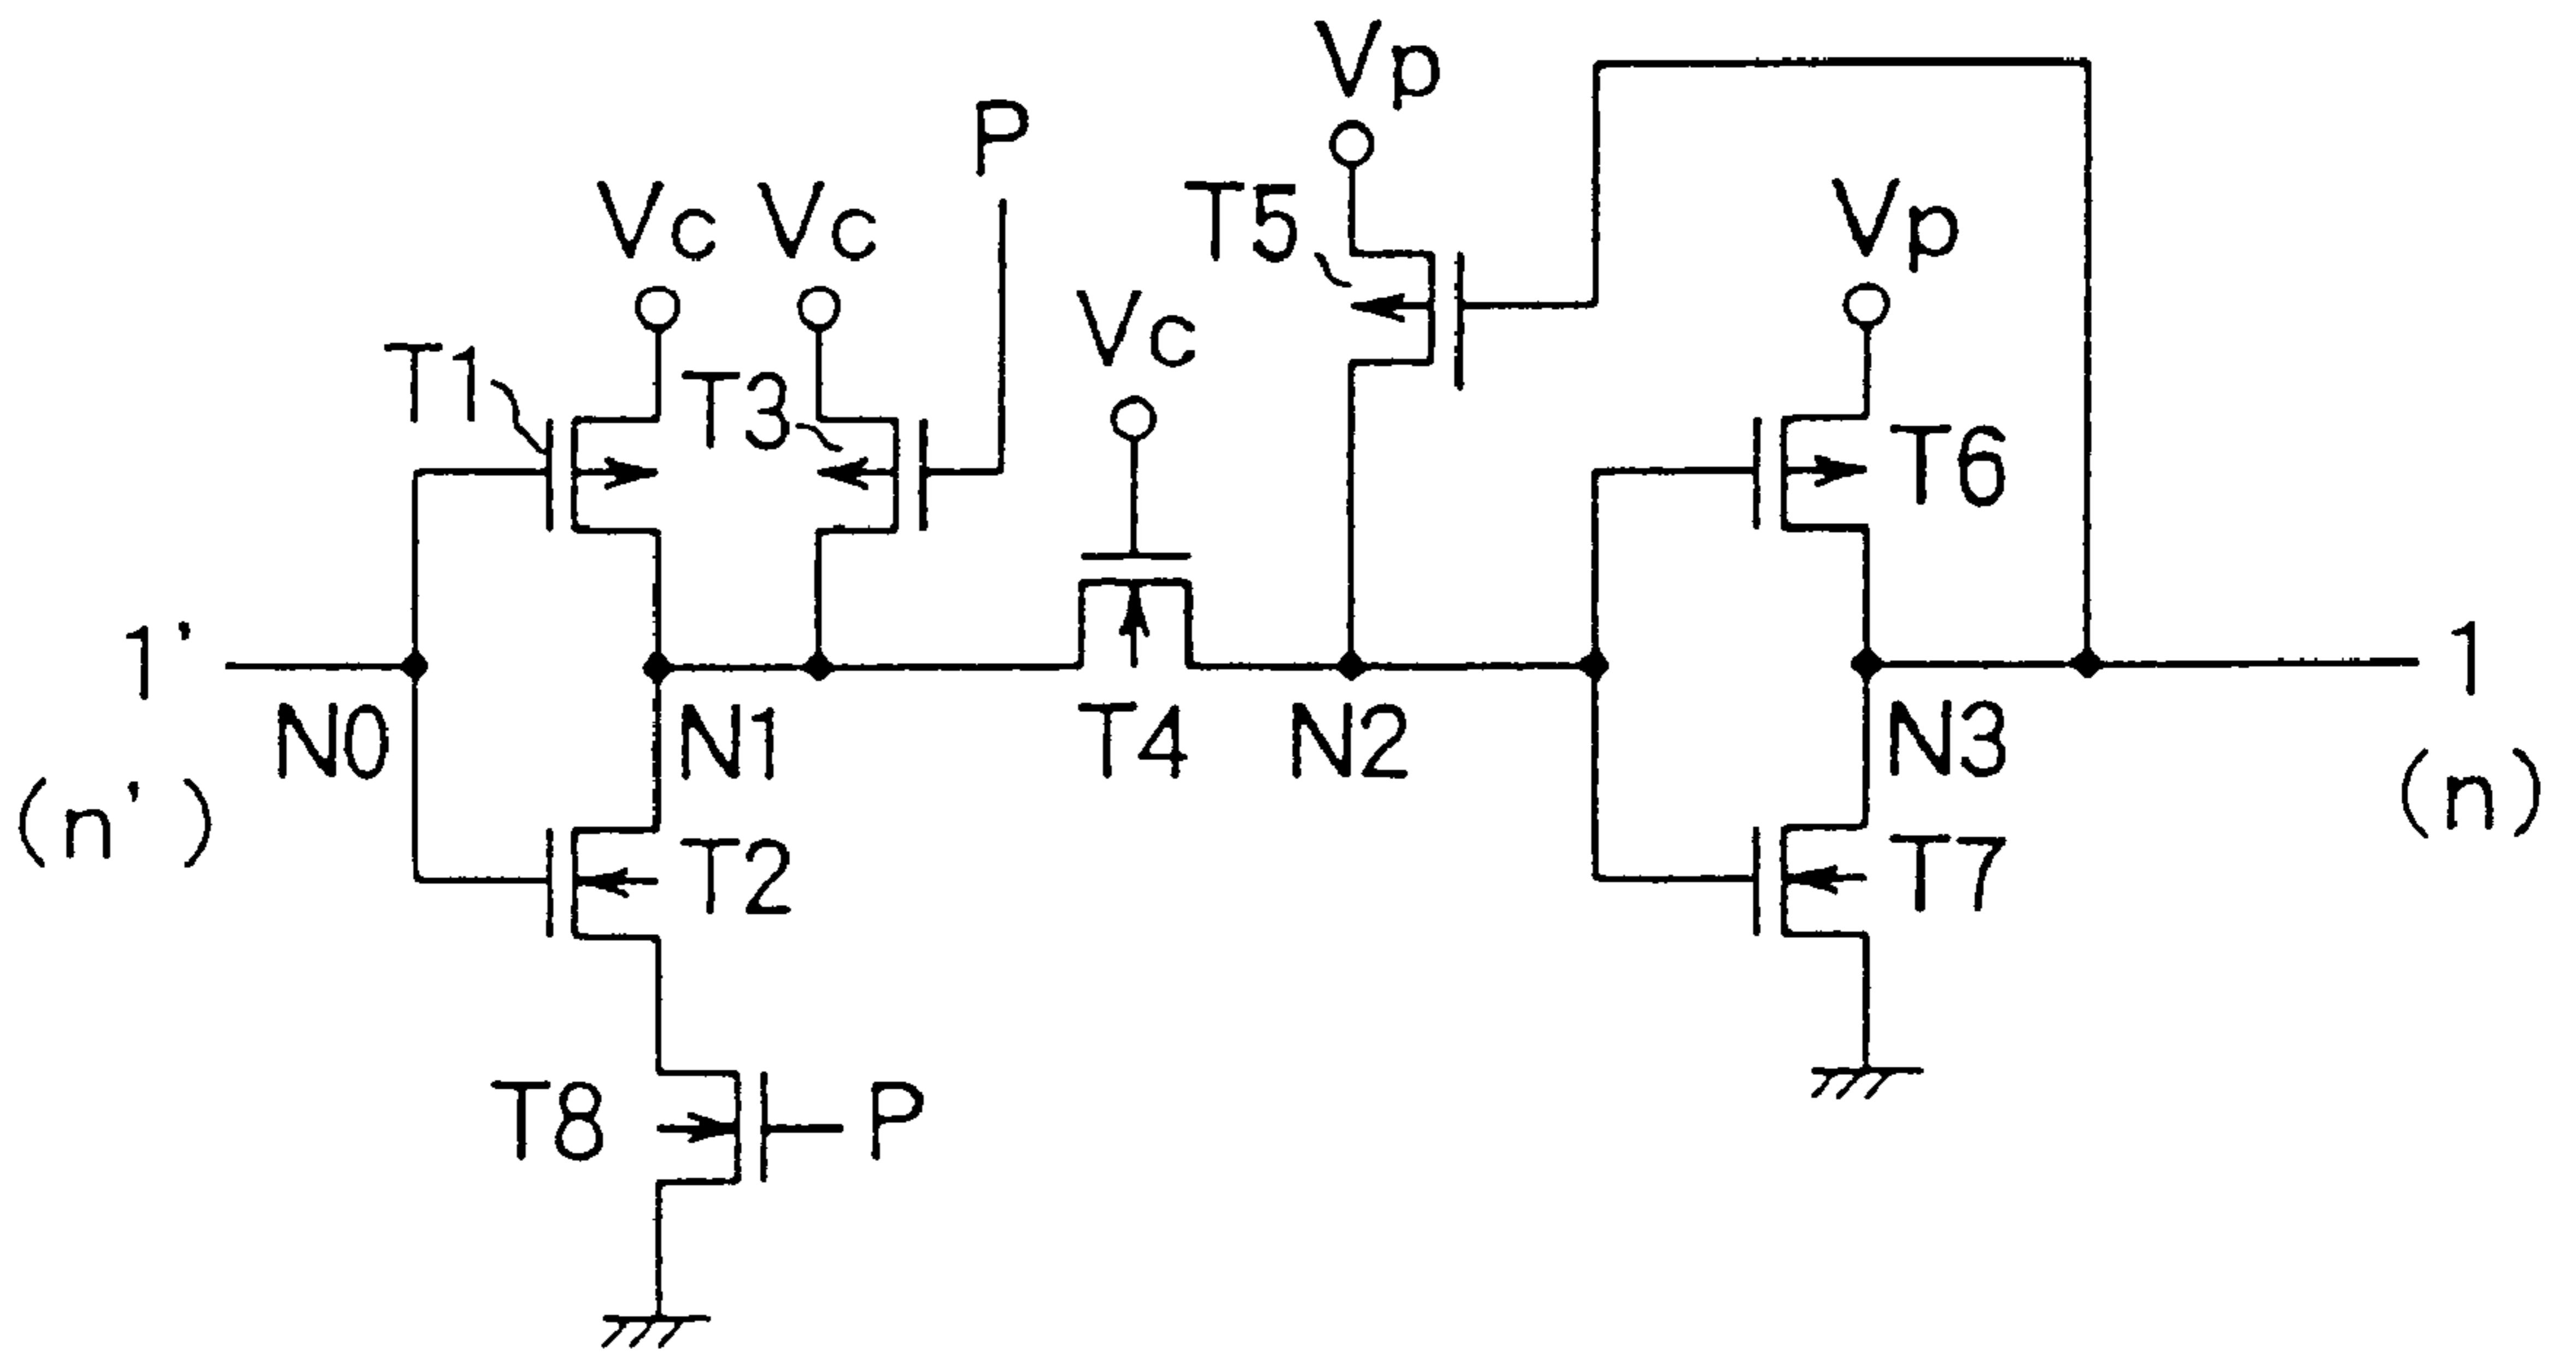 Vp
P
Vc
Vc
T5
Vp
Vc
T1
T3
T6
1'
1
N0
N1
T4
N2
N3
(n')
(n)
T2
T7
T8
P